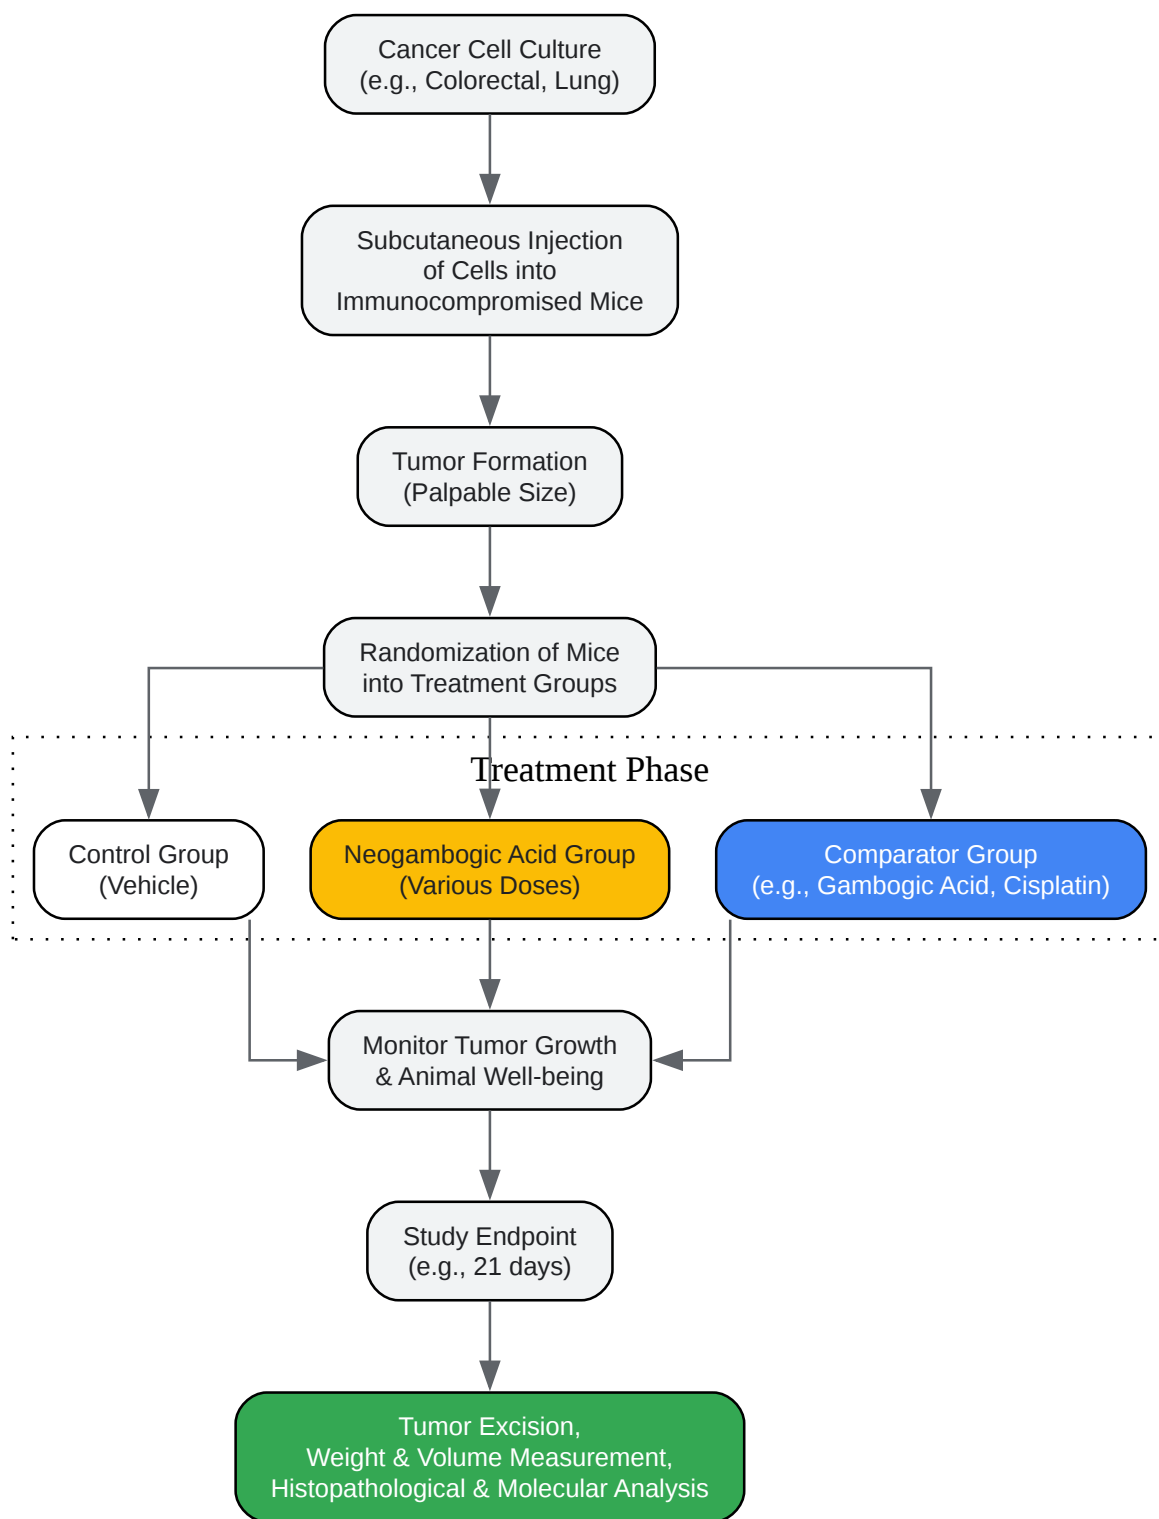 Cancer Cell Culture
(e.g., Colorectal, Lung)
Subcutaneous Injection
of Cells into
Immunocompromised Mice
Tumor Formation
(Palpable Size)
Randomization of Mice
into Treatment Groups
Treatment Phase
Control Group
(Vehicle)
Neogambogic Acid Group
(Various Doses)
Comparator Group
(e.g., Gambogic Acid, Cisplatin)
Monitor Tumor Growth
& Animal Well-being
Study Endpoint
(e.g., 21 days)
Tumor Excision,
Weight & Volume Measurement,
Histopathological & Molecular Analysis